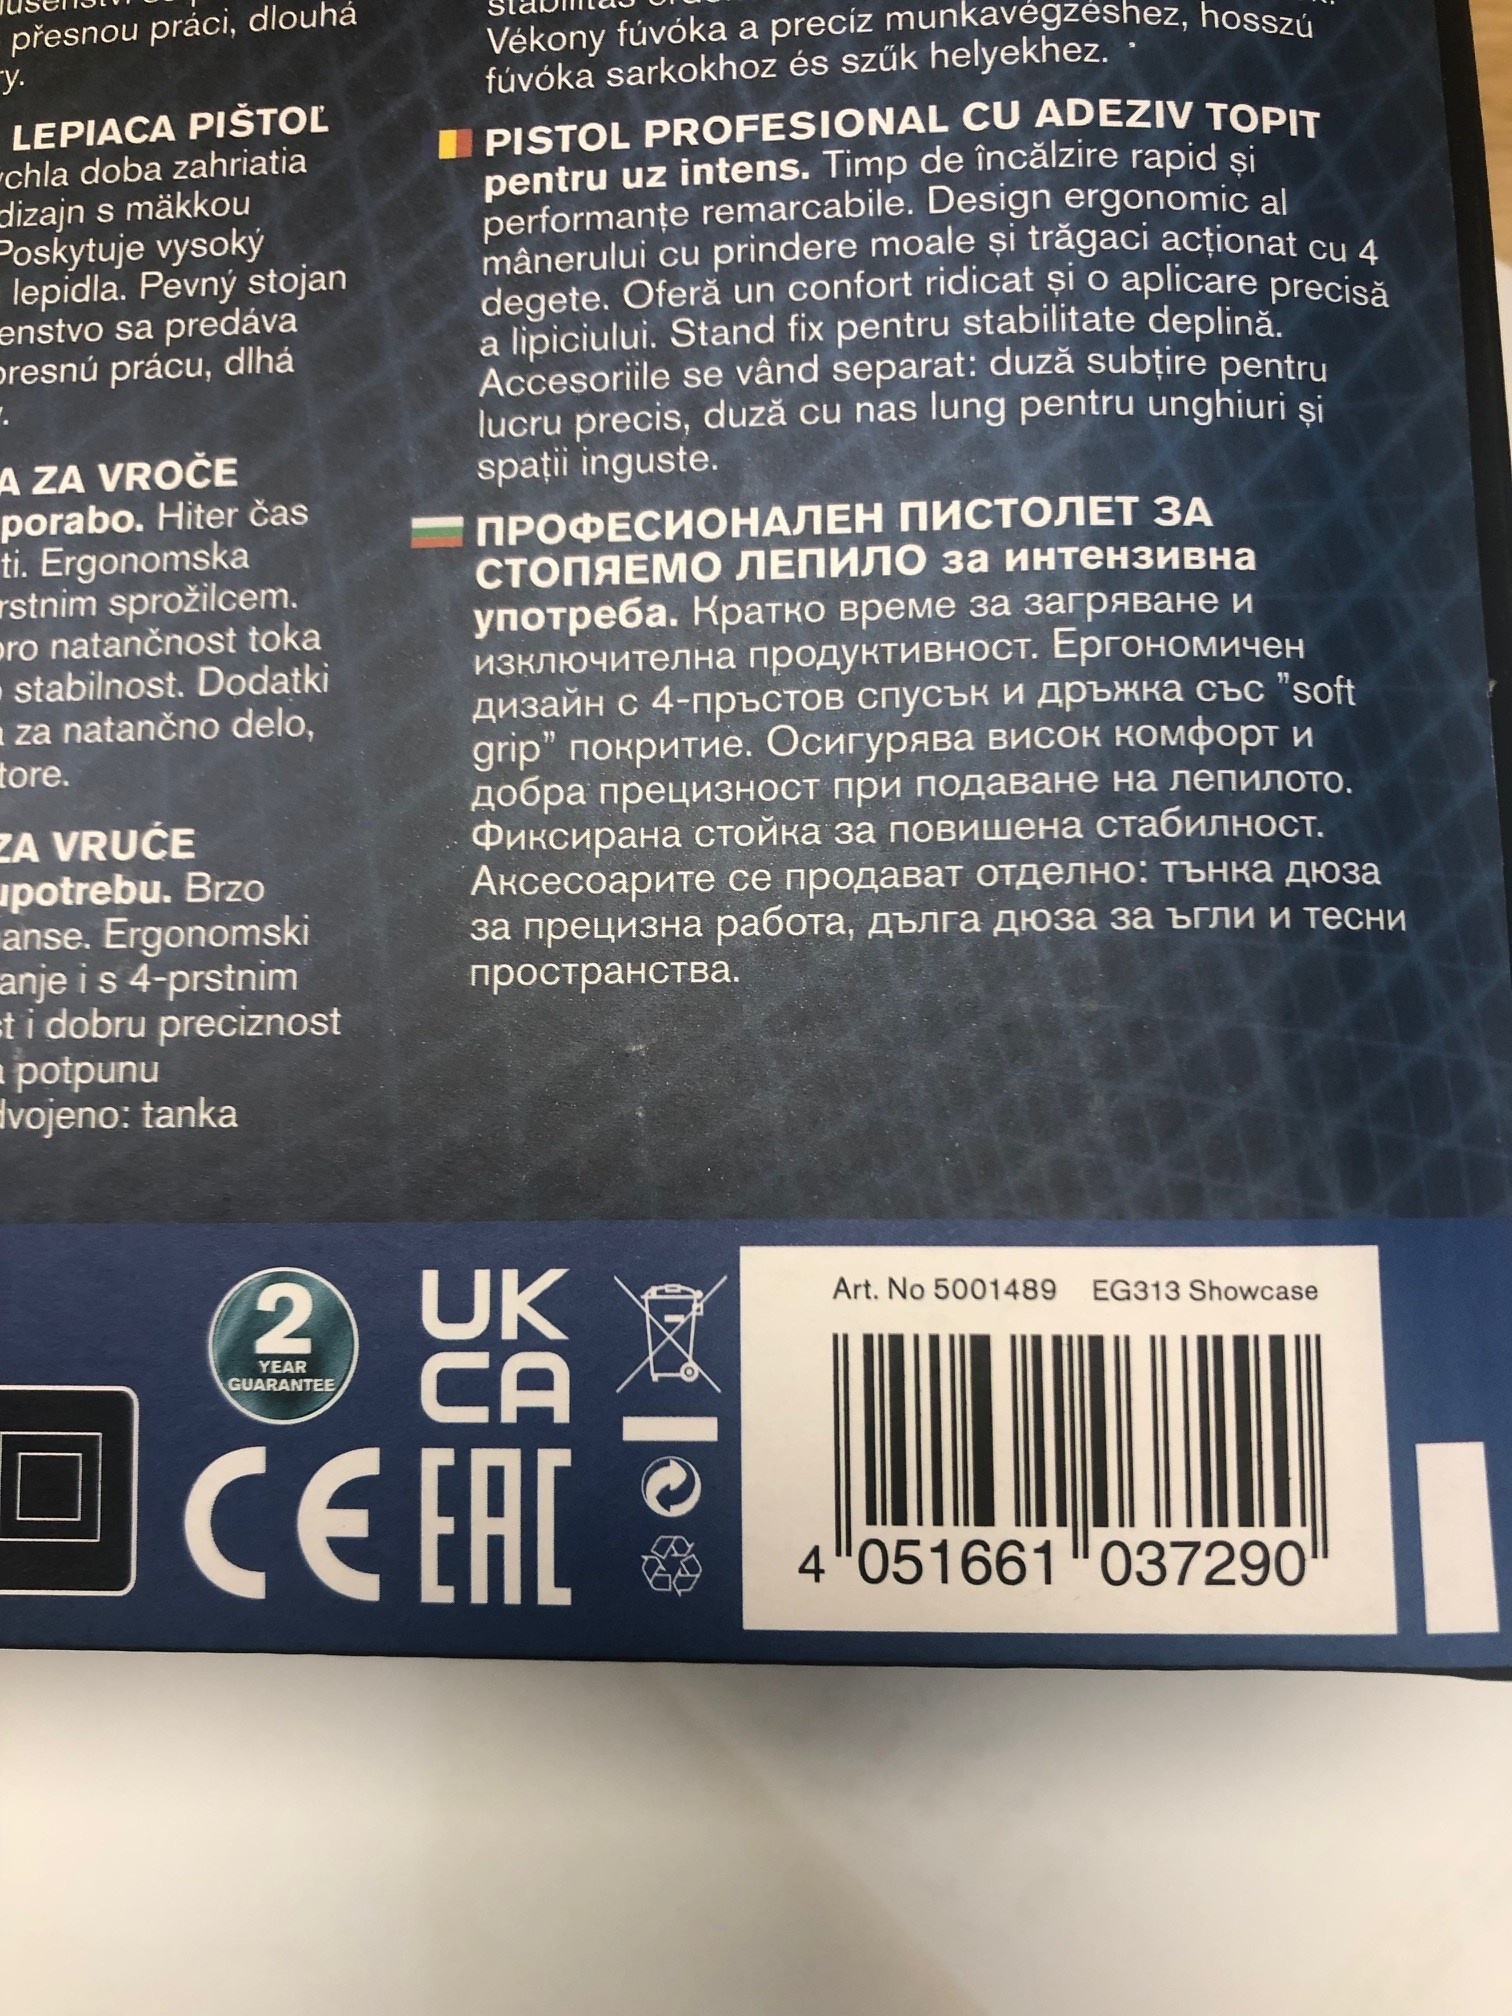 přesnou práci, dlouhá
y.
LEPIACA PIŠTOĽ
chla doba zahriatia
dizajn s mäkkou
Poskytuje vysoký
lepidla. Pevný stojan
enstvo sa predáva
presnú prácu, dlhá
A ZA VROČE
porabo. Hiter čas
ti. Ergonomska
rstnim sprožilcem.
pro natančnost toka
stabilnost. Dodatki
za natančno delo,
tore.
ZA VRUĆE
upotrebu. Brzo
anse. Ergonomski
anje i s 4-prstnim
st i dobru preciznost
potpunu
dvojeno: tanka
Vékony fúvóka a precíz munkavégzéshez, hosszú
fúvóka sarkokhoz és szűk helyekhez.
PISTOL PROFESIONAL CU ADEZIV TOPIT
pentru uz intens. Timp de încălzire rapid și
performanțe remarcabile. Design ergonomic al
mânerului cu prindere moale și trăgaci acționat cu 4
degete. Oferă un confort ridicat și o aplicare precisă
a lipiciului. Stand fix pentru stabilitate deplină.
Accesoriile se vând separat: duză subțire pentru
lucru precis, duză cu nas lung pentru unghiuri și
spații inguste.
ПРОФЕСИОНАЛЕН ПИСТОЛЕТ ЗА
СТОПЯЕМО ЛЕПИЛО за интензивна
употреба. Кратко време за загряване и
изключителна продуктивност. Ергономичен
дизайн с 4-пръстов спусък и дръжка със "soft
grip" покритие. Осигурява висок комфорт и
добра прецизност при подаване на лепилото.
Фиксирана стойка за повишена стабилност.
Аксесоарите се продават отделно: тънка дюза
за прецизна работа, дълга дюза за ъгли и тесни
пространства.
2
YEAR
GUARANTEE
UK
CA
CE
EAC
Art. No 5001489 EG313 Showcase
4 051661 037290